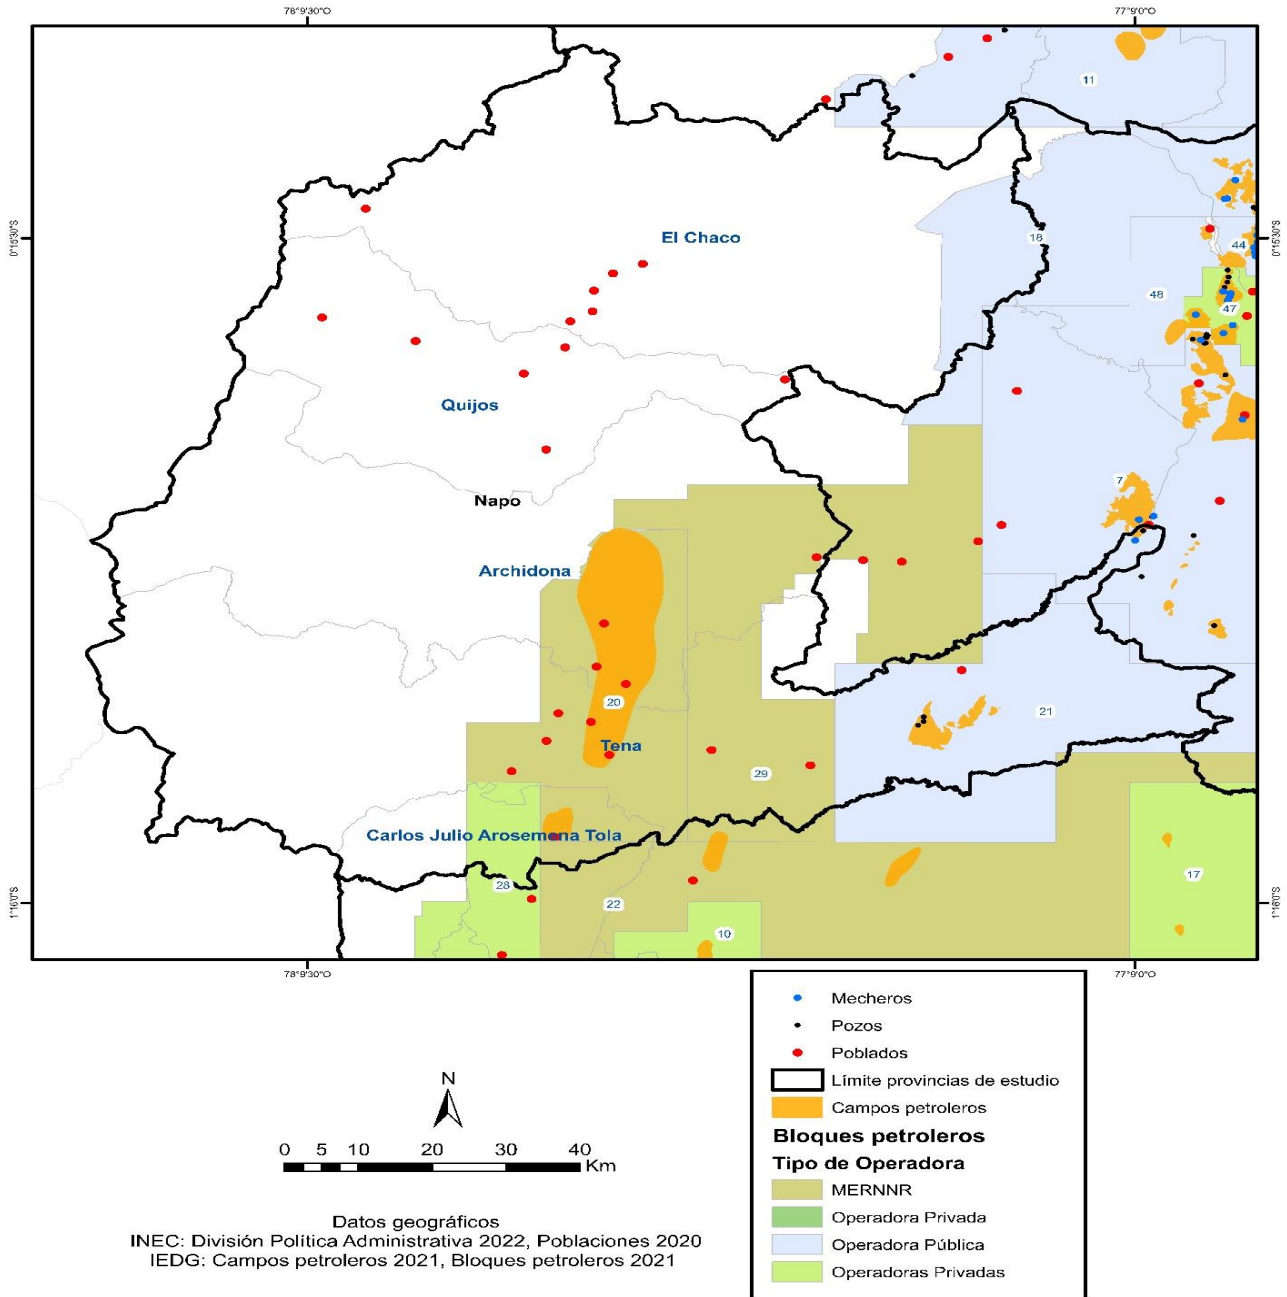 78°9'30"O 77°9'0"O
11
0°15'30"S 0°15'30"S
El Chaco
18
44
48
47
Quijos
7
Napo
Archidona
20
21
Tena
29
Carlos Julio Arosemena Tola
28
22
17
10
1°16'0"S 1°16'0"S
78°9'30"O 77°9'0"O
Mecheros
Pozos
Poblados
Límite provincias de estudio
Campos petroleros
Bloques petroleros
Tipo de Operadora
MERNNR
Operadora Privada
Operadora Pública
Operadoras Privadas
N
0 5 10 20 30 40
Km
Datos geográficos
INEC: División Política Administrativa 2022, Poblaciones 2020
IEDG: Campos petroleros 2021, Bloques petroleros 2021